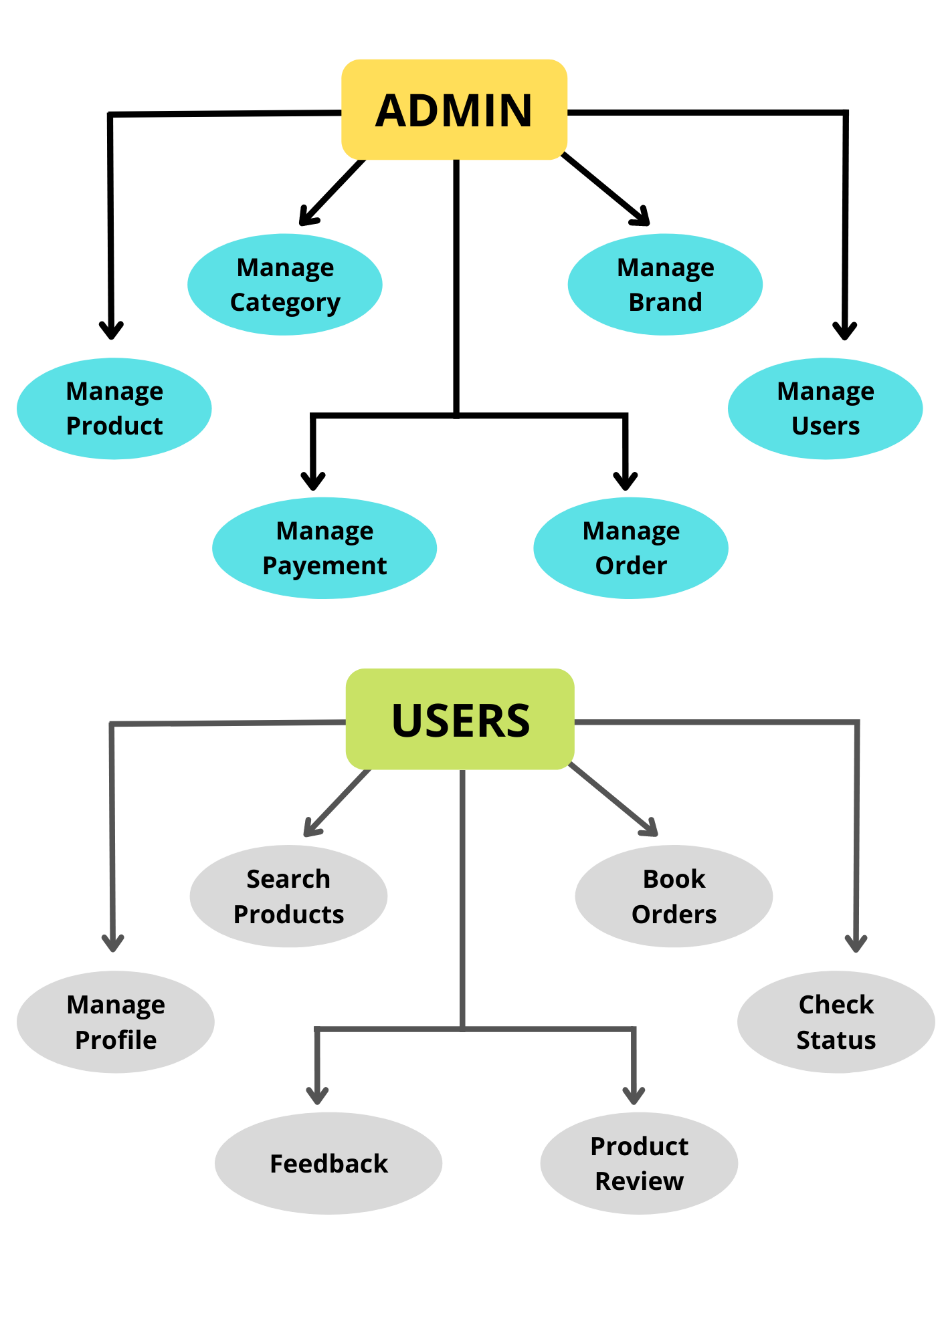 ADMIN
Manage
Category
Manage
Brand
Manage
Product
Manage
Users
Manage
Payement
Manage
Order
USERS
Search
Products
Book
Orders
Manage
Profile
Check
Status
Feedback
Product
Review